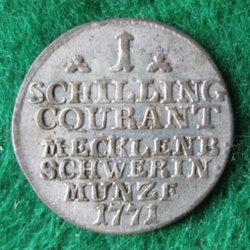 1
SCHILLING
COURANT
MECKLENB
SCHWERIN
MUNZE
1771